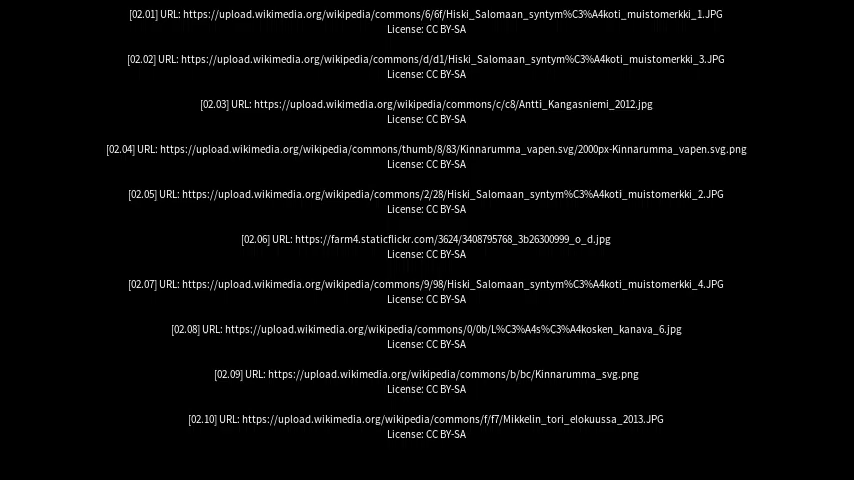 [02.01] URL: https://upload.wikimedia.org/wikipedia/commons/6/6f/Hiski_Salomaan_syntym%C3%A4koti_muistomerkki_1.JPG
License: CC BY-SA
[02.02] URL: https://upload.wikimedia.org/wikipedia/commons/d/d1/Hiski_Salomaan_syntym%C3%A4koti_muistomerkki_3.JPG
License: CC BY-SA
[02.03] URL: https://upload.wikimedia.org/wikipedia/commons/c/c8/Antti_Kangasniemi_2012.jpg
License: CC BY-SA
[02.04] URL: https://upload.wikimedia.org/wikipedia/commons/thumb/8/83/Kinnarumma_vapen.svg/2000px-Kinnarumma_vapen.svg.png
License: CC BY-SA
[02.05] URL: https://upload.wikimedia.org/wikipedia/commons/2/28/Hiski_Salomaan_syntym%C3%A4koti_muistomerkki_2.JPG
License: CC BY-SA
[02.06] URL: https://farm4.staticflickr.com/3624/3408795768_3b26300999_o_d.jpg
License: CC BY-SA
[02.07] URL: https://upload.wikimedia.org/wikipedia/commons/9/98/Hiski_Salomaan_syntym%C3%A4koti_muistomerkki_4.JPG
License: CC BY-SA
[02.08] URL: https://upload.wikimedia.org/wikipedia/commons/0/0b/L%C3%A4s%C3%A4kosken_kanava_6.jpg
License: CC BY-SA
[02.09] URL: https://upload.wikimedia.org/wikipedia/commons/b/bc/Kinnarumma_svg.png
License: CC BY-SA
[02.10] URL: https://upload.wikimedia.org/wikipedia/commons/f/f7/Mikkelin_tori_elokuussa_2013.JPG
License: CC BY-SA